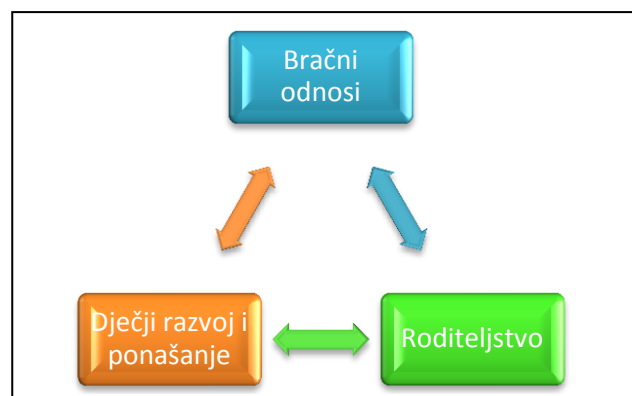 Bračni
odnosi
Dječji razvoj i
ponašanje
Roditeljstvo